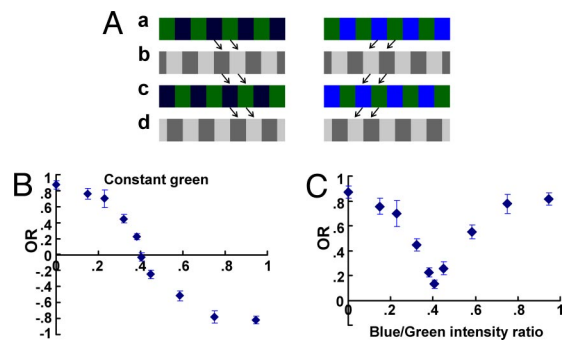 A
a
b
c
d
B
Constant green
OR
1
.8
.6
.4
.2
0
-.2
-.4
-.6
-.8
-1
0 .2 .4 .6 .8 1
C
OR
1
.8
.6
.4
.2
0
0 .2 .4 .6 .8 1
Blue/Green intensity ratio